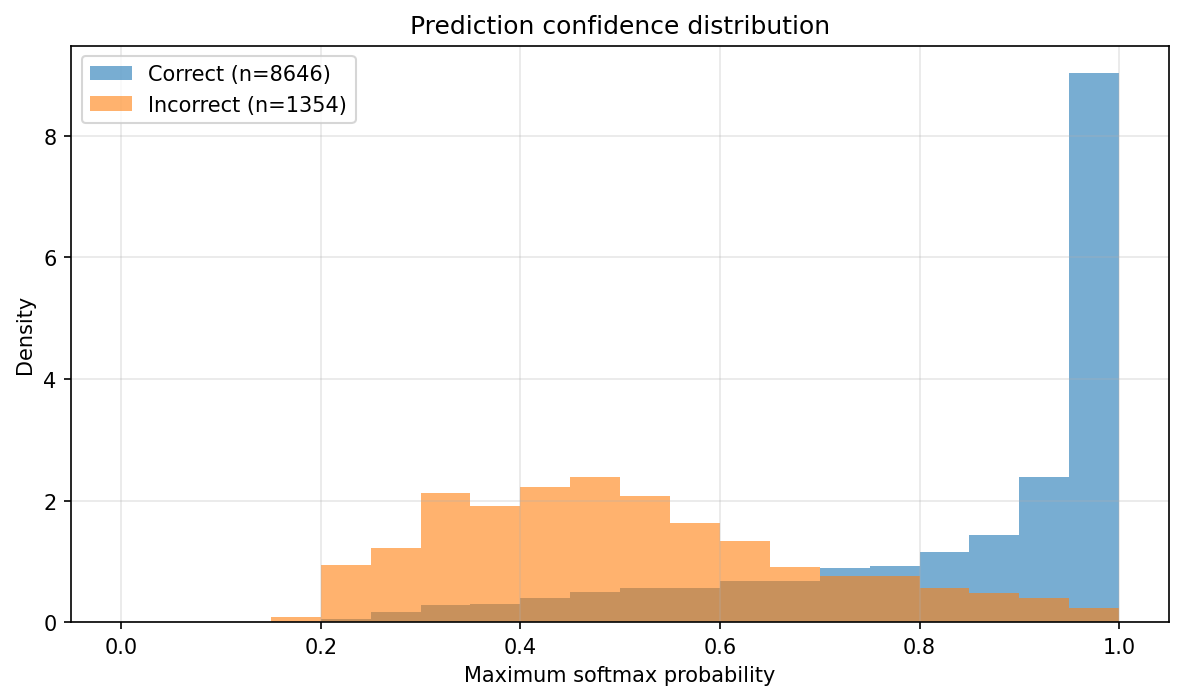 Prediction confidence distribution
Correct (n=8646)
Incorrect (n=1354)
Density
8
6
4
2
0
0.0 0.2 0.4 0.6 0.8 1.0
Maximum softmax probability